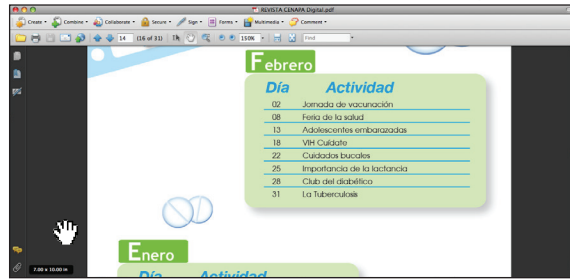 REVISTA CENAPA Digital.pdf
Create Combine Collaborate Secure Sign Forms Multimedia Comment
14 (16 of 31) 150% Find
Febrero
Día Actividad
02 Jornada de vacunación
08 Feria de la salud
13 Adolescentes embarazadas
18 VIH Cuídate
22 Cuidados bucales
25 Importancia de la lactancia
28 Club del diabético
31 La Tuberculosis
Enero
7.00 x 10.00 in
Día Actividad